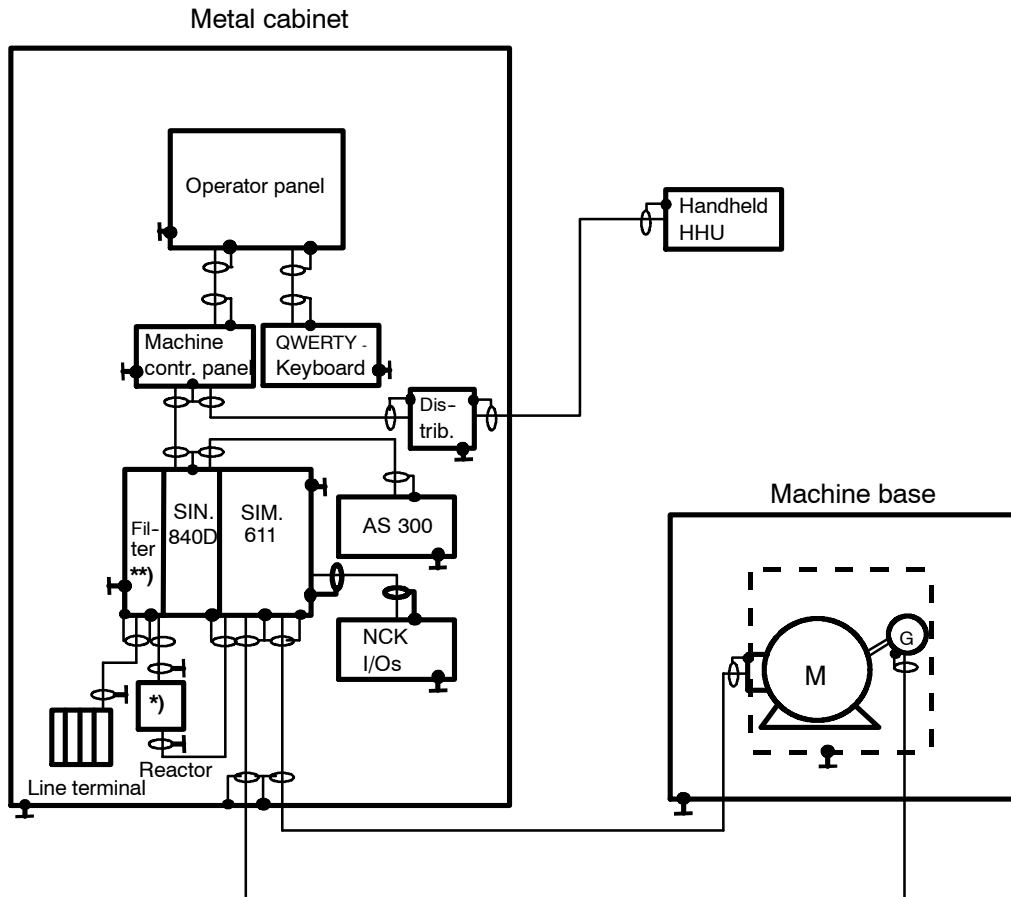 Metal cabinet
Operator panel
Handheld
HHU
Machine
contr. panel
QWERTY -
Keyboard
Dis-
trib.
Fil-
ter
**)
SIN.
840D
SIM.
611
AS 300
Machine base
NCK
I/Os
M
G
*)
Reactor
Line terminal